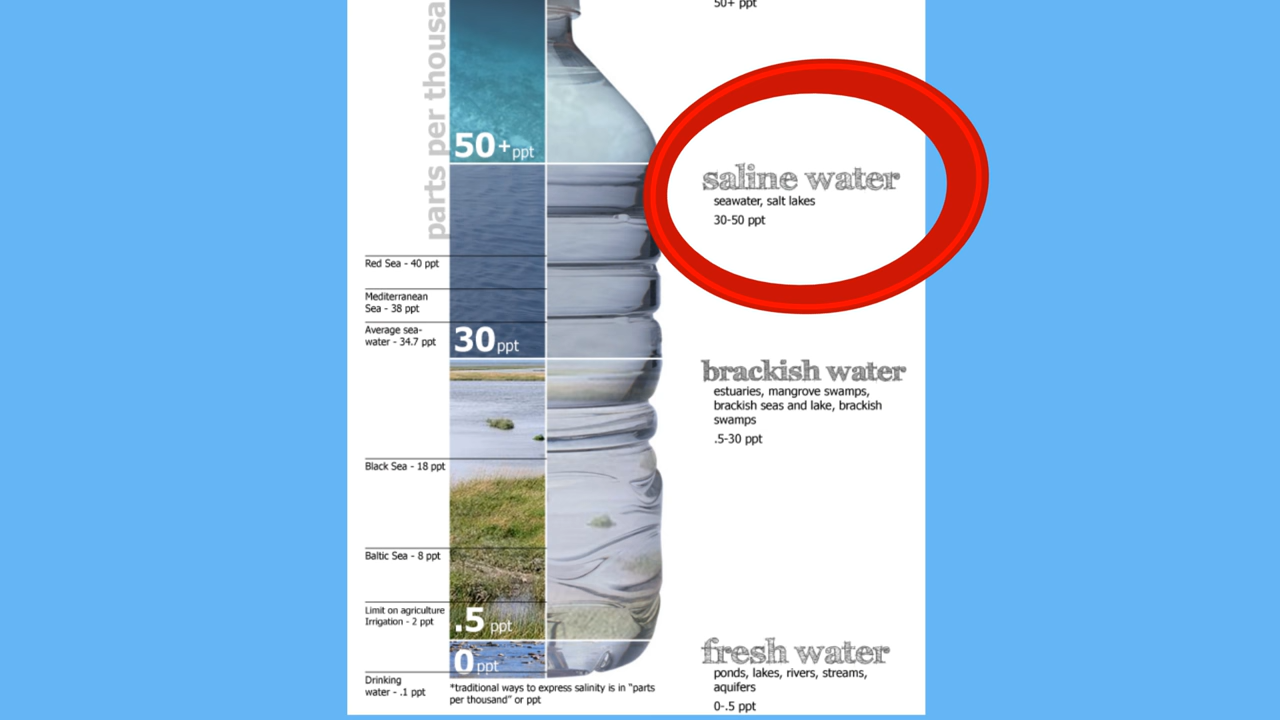 50+ ppt
parts per thousa
50+ppt
saline water
seawater, salt lakes
30-50 ppt
Red Sea - 40 ppt
Mediterranean
Sea - 38 ppt
Average sea-
water - 34.7 ppt
30ppt
brackish water
estuaries, mangrove swamps,
brackish seas and lake, brackish
swamps
.5-30 ppt
Black Sea - 18 ppt
Baltic Sea - 8 ppt
Limit on agriculture
Irrigation - 2 ppt
.5 ppt
fresh water
ponds, lakes, rivers, streams,
aquifers
0-.5 ppt
0ppt
Drinking
water - .1 ppt
*traditional ways to express salinity is in "parts
per thousand" or ppt